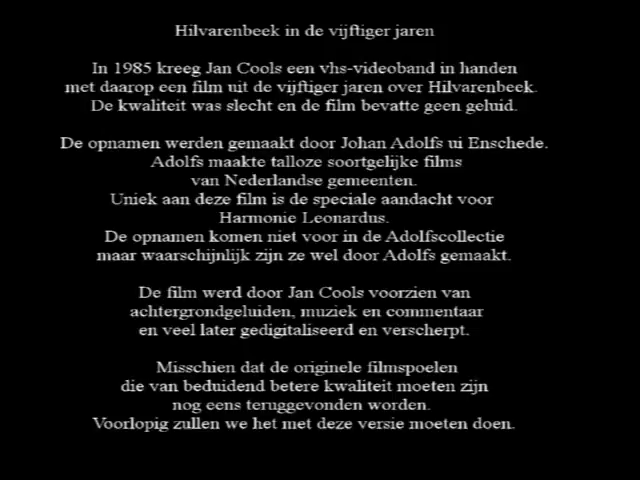 Hilvarenbeek in de vijftiger jaren
In 1985 kreeg Jan Cools een vhs-videoband in handen
met daarop een film uit de vijftiger jaren over Hilvarenbeek.
De kwaliteit was slecht en de film bevatte geen geluid.
De opnamen werden gemaakt door Johan Adolfs ui Enschede.
Adolfs maakte talloze soortgelijke films
van Nederlandse gemeenten.
Uniek aan deze film is de speciale aandacht voor
Harmonie Leonardus.
De opnamen komen niet voor in de Adolfscollectie
maar waarschijnlijk zijn ze wel door Adolfs gemaakt.
De film werd door Jan Cools voorzien van
achtergrondgeluiden, muziek en commentaar
en veel later gedigitaliseerd en verscherpt.
Misschien dat de originele filmspoelen
die van beduidend betere kwaliteit moeten zijn
nog eens teruggevonden worden.
Voorlopig zullen we het met deze versie moeten doen.